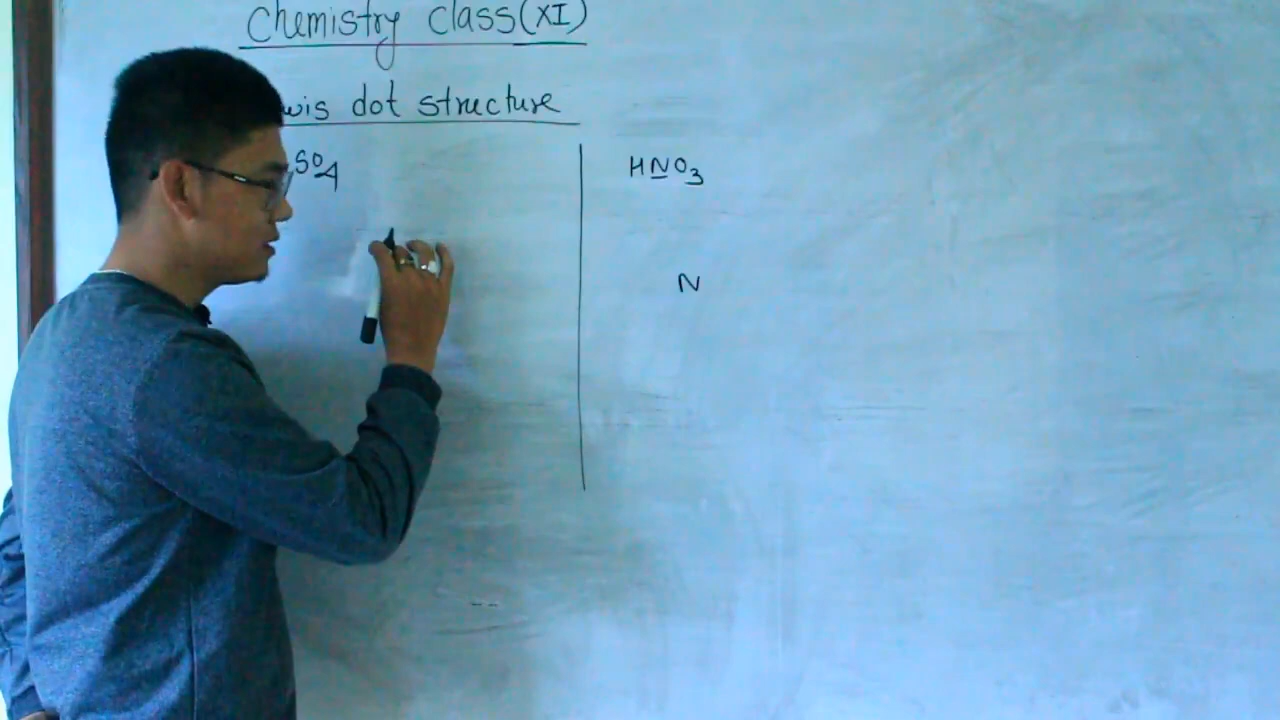 Chemistry class(XI)
wis dot structure
SO4
HNO3
N